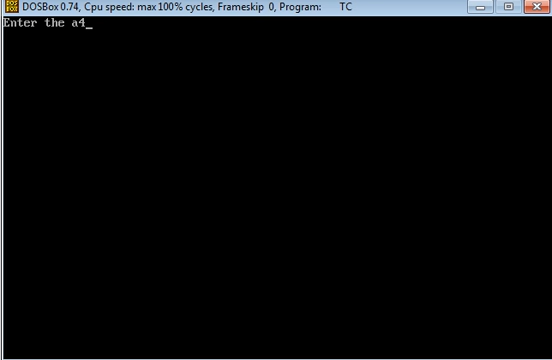 DOSBox 0.74, Cpu speed: max 100% cycles, Frameskip 0, Program: TC
Enter the a4_